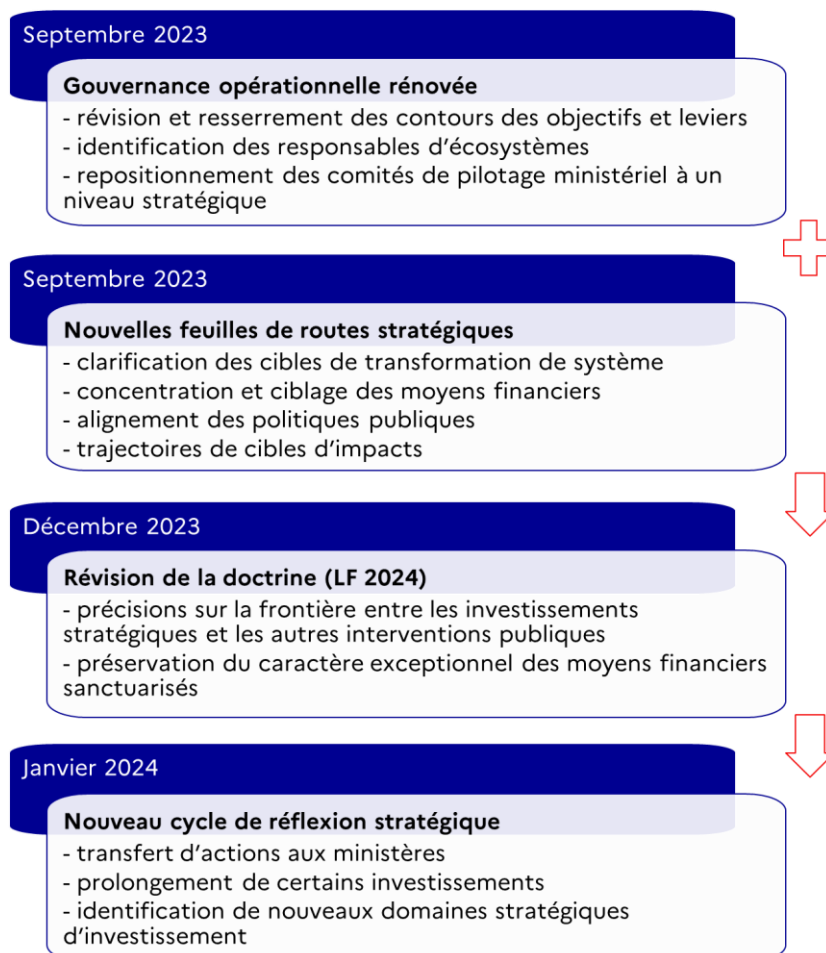 Septembre 2023
Gouvernance opérationnelle rénovée
- révision et resserrement des contours des objectifs et leviers
- identification des responsables d'écosystèmes
- repositionnement des comités de pilotage ministériel à un
niveau stratégique
Septembre 2023
Nouvelles feuilles de routes stratégiques
- clarification des cibles de transformation de système
- concentration et ciblage des moyens financiers
- alignement des politiques publiques
- trajectoires de cibles d'impacts
Décembre 2023
Révision de la doctrine (LF 2024)
- précisions sur la frontière entre les investissements
stratégiques et les autres interventions publiques
- préservation du caractère exceptionnel des moyens financiers
sanctuarisés
Janvier 2024
Nouveau cycle de réflexion stratégique
- transfert d'actions aux ministères
- prolongement de certains investissements
- identification de nouveaux domaines stratégiques
d'investissement